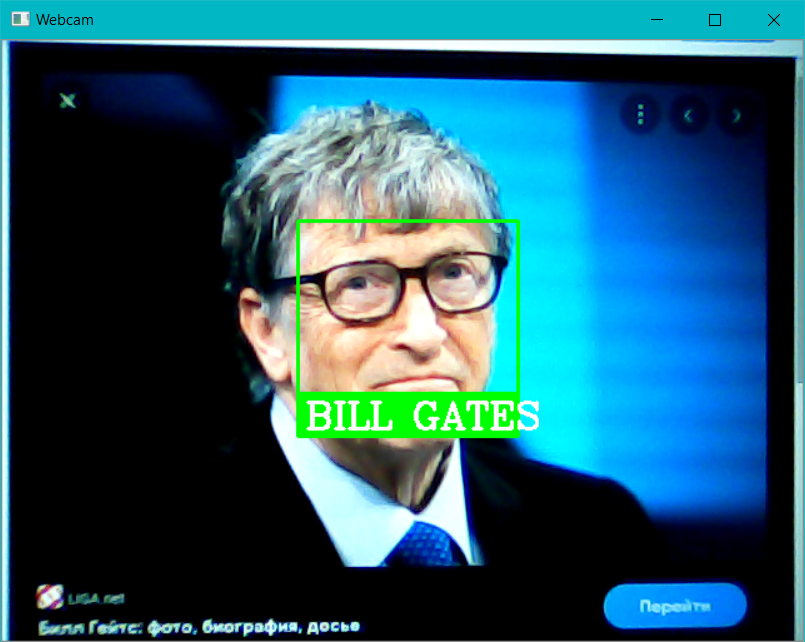 Webcam
BILL GATES
LIGA.net
Перейти
Билл Гейтс: фото, биография, досье